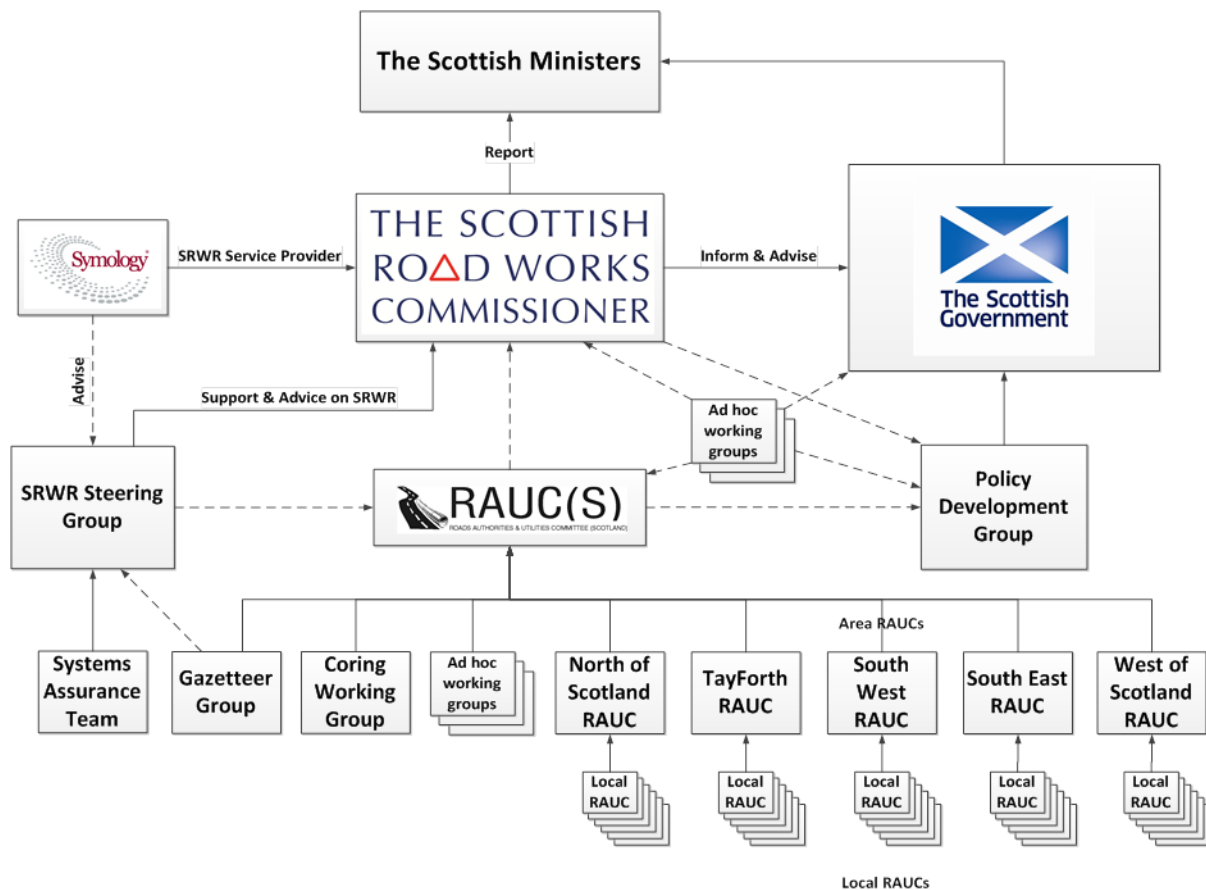 The Scottish Ministers
Report
THE SCOTTISH
ROAD WORKS
COMMISSIONER
Symology
SRWR Service Provider
Inform & Advise
The Scottish
Government
Advise
Support & Advice on SRWR
Ad hoc
working
groups
SRWR Steering
Group
RAUC(S)
ROADS AUTHORITIES & UTILITIES COMMITTEE (SCOTLAND)
Policy
Development
Group
Area RAUCs
Systems
Assurance
Team
Gazetteer
Group
Coring
Working
Group
Ad hoc
working
groups
North of
Scotland
RAUC
TayForth
RAUC
South
West
RAUC
South East
RAUC
West of
Scotland
RAUC
Local
RAUC
Local
RAUC
Local
RAUC
Local
RAUC
Local
RAUC
Local RAUCs